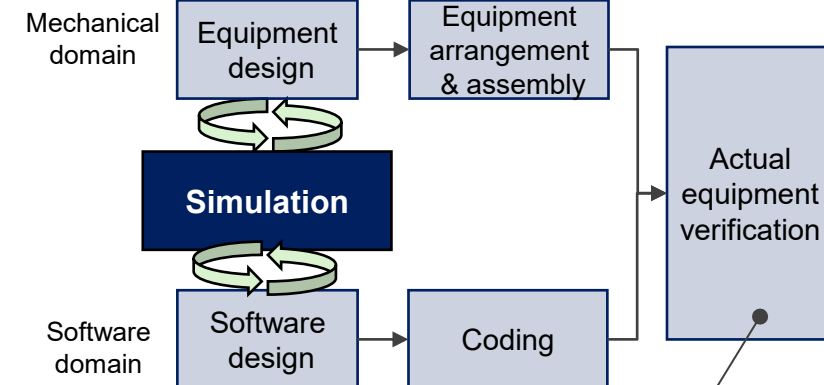 Mechanical
domain
Equipment
design
Equipment
arrangement
& assembly
Simulation
Actual
equipment
verification
Software
domain
Software
design
Coding